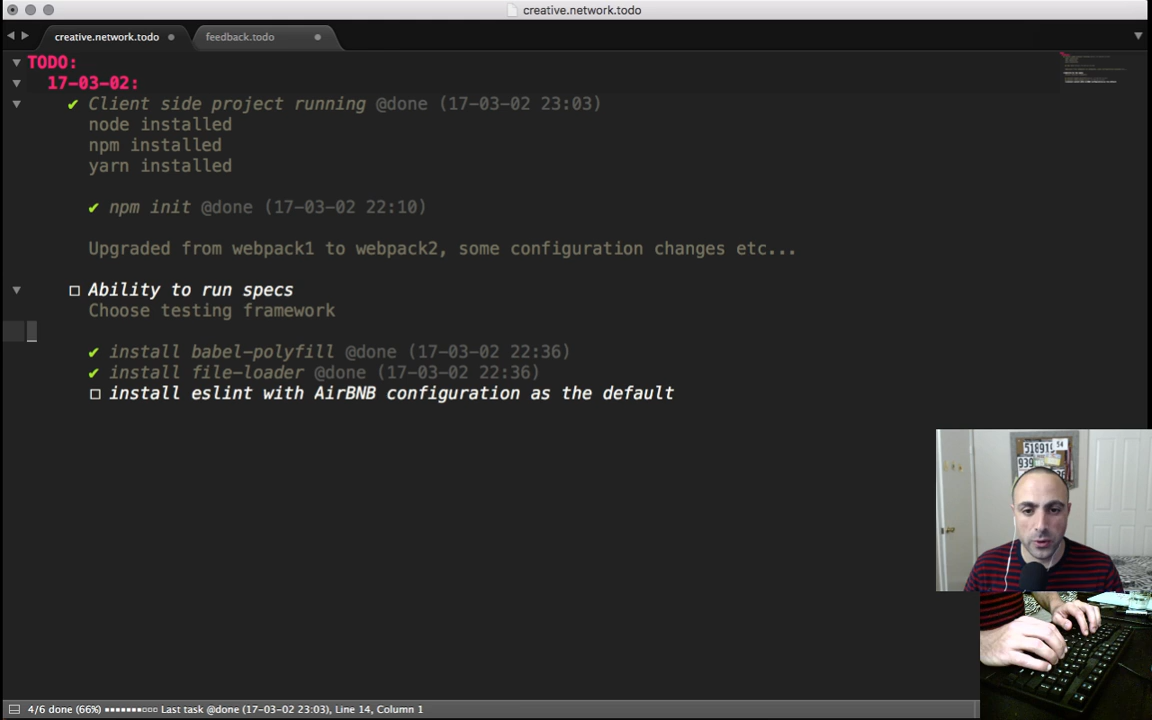 creative.network.todo
creative.network.todo
feedback.todo
TODO:
17-03-02:
✔ Client side project running @done (17-03-02 23:03)
node installed
npm installed
yarn installed
✔ npm init @done (17-03-02 22:10)
Upgraded from webpack1 to webpack2, some configuration changes etc...
☐ Ability to run specs
Choose testing framework
✔ install babel-polyfill @done (17-03-02 22:36)
✔ install file-loader @done (17-03-02 22:36)
☐ install eslint with AirBNB configuration as the default
518919
54
939
4/6 done (66%) Last task @done (17-03-02 23:03), Line 14, Column 1